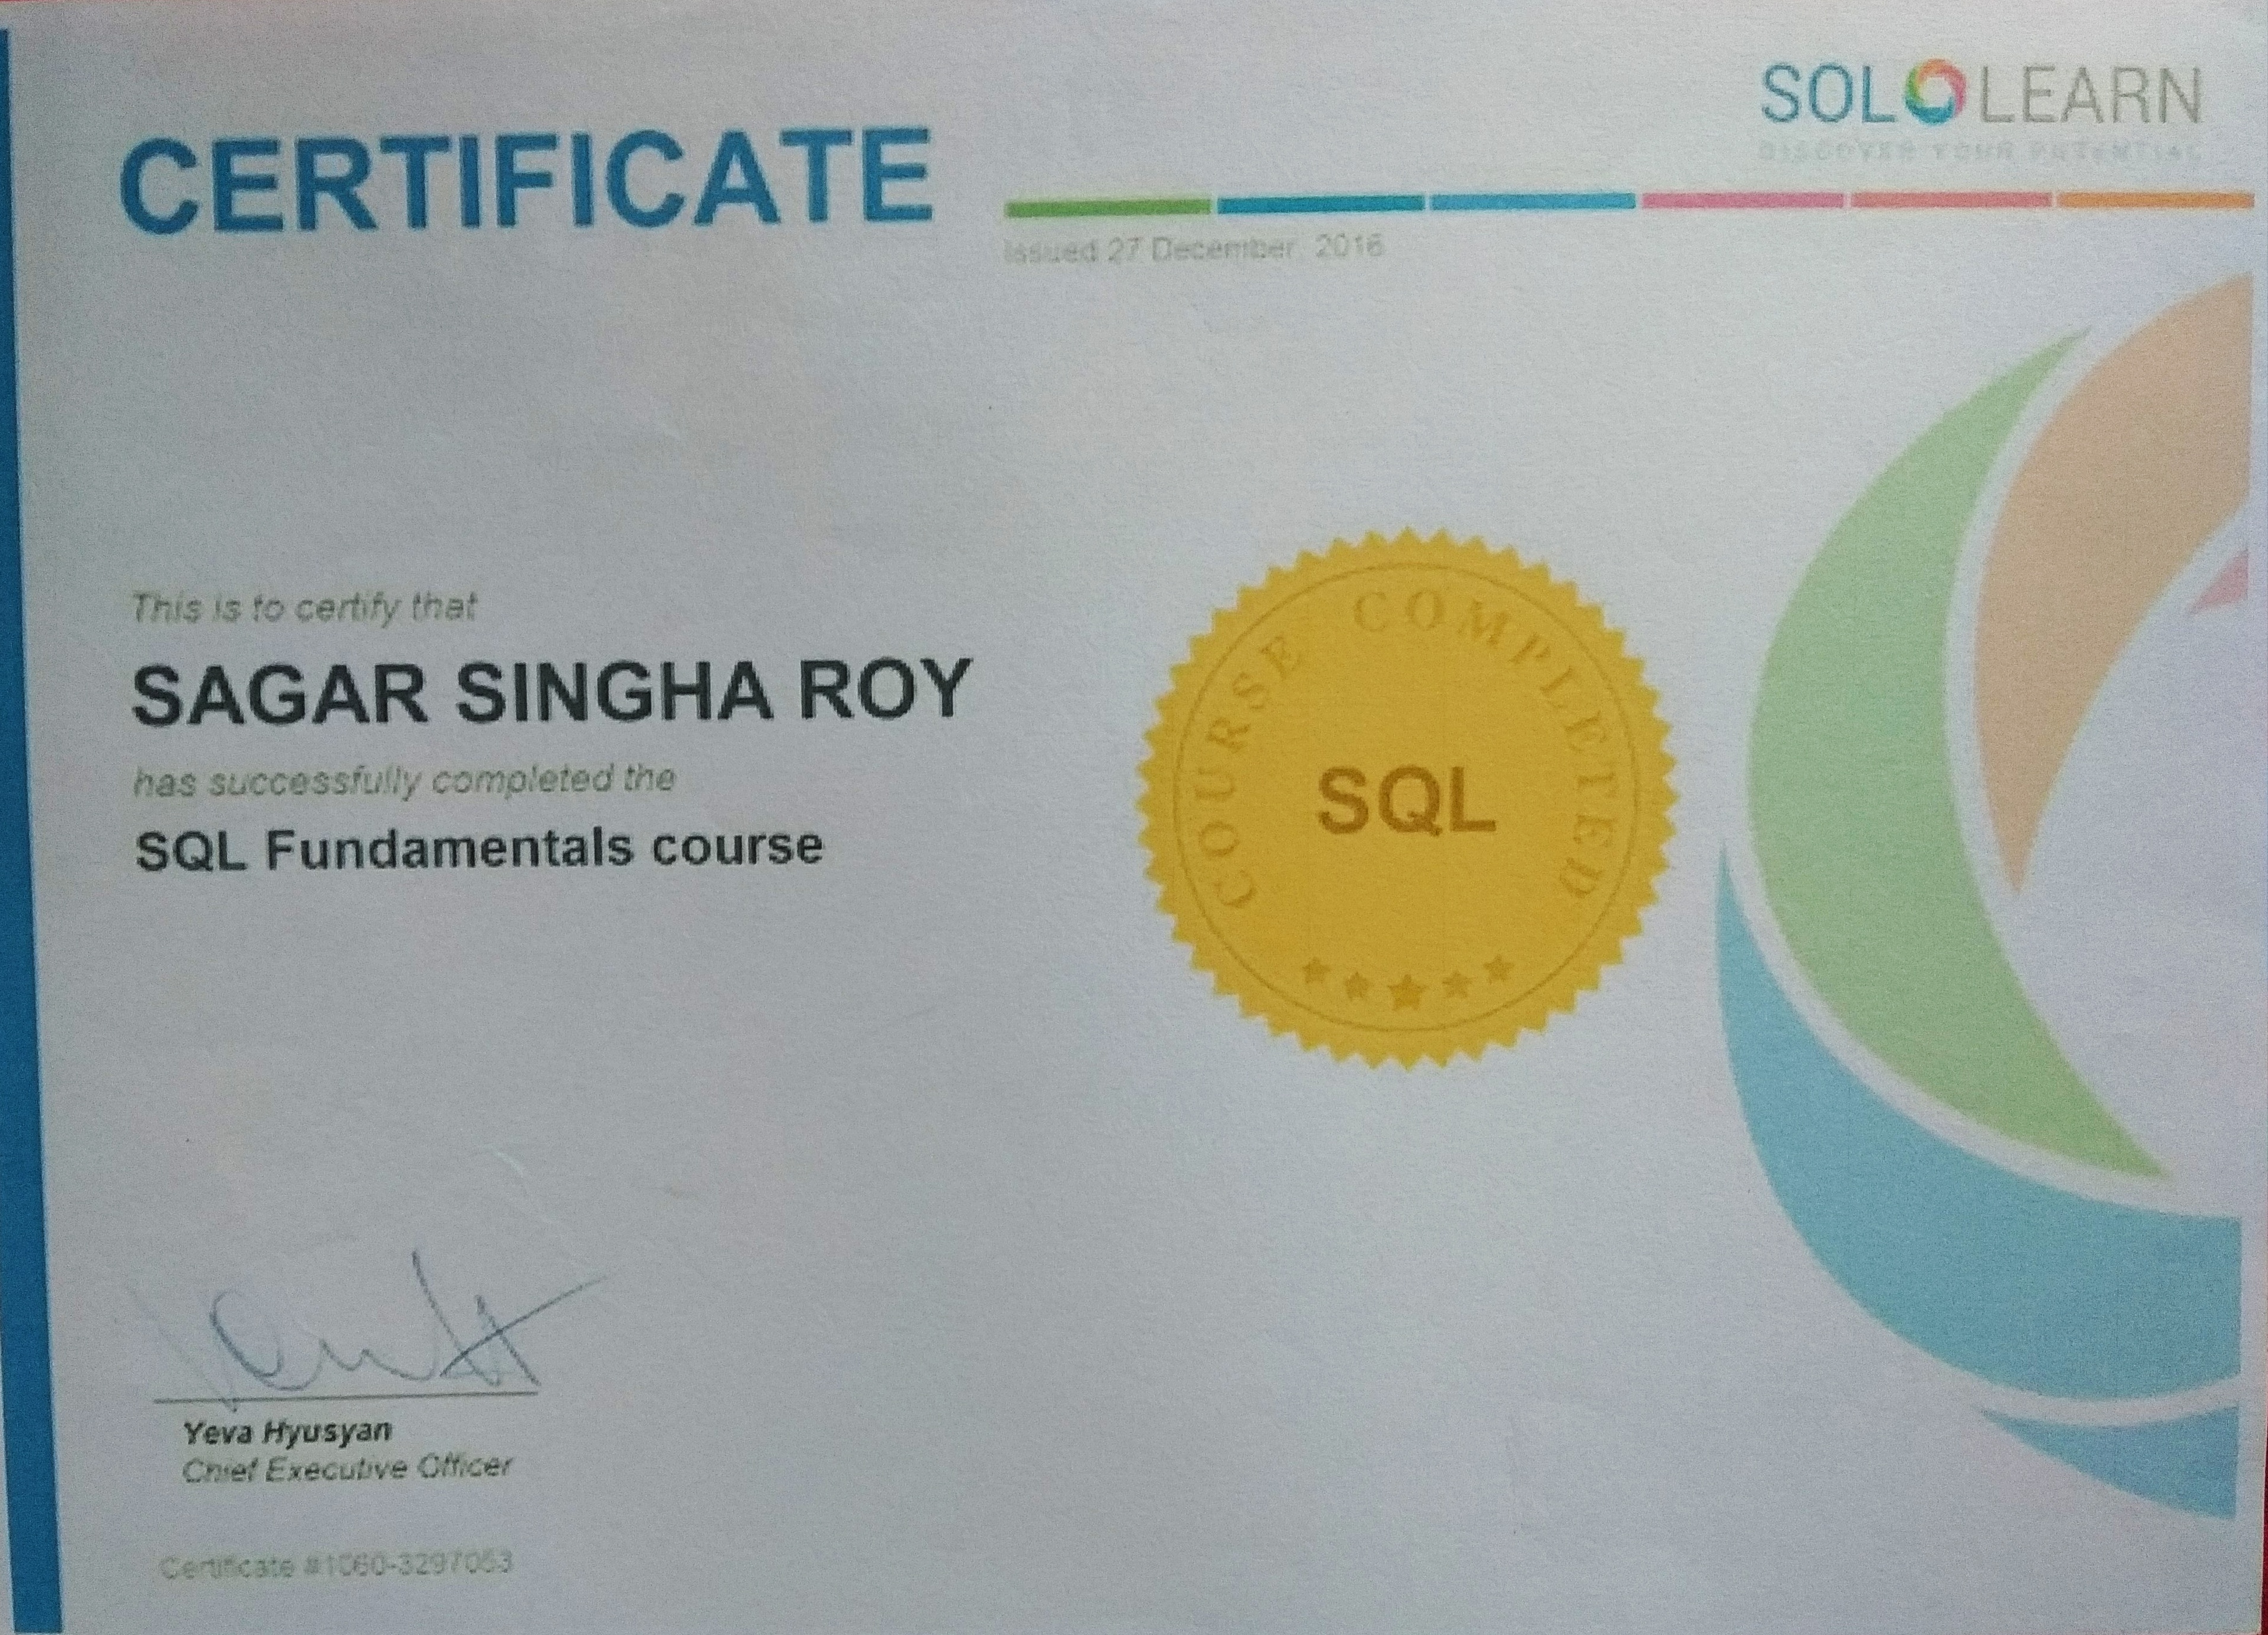 CERTIFICATE
SOLOLEARN
DISCOVER YOUR POTENTIAL
Issued 27 December, 2016
This is to certify that
SAGAR SINGHA ROY
has successfully completed the
SQL Fundamentals course
COURSE COMPLETED
SQL
Yeva Hyusyan
Chief Executive Officer
Certificate #1060-3297053